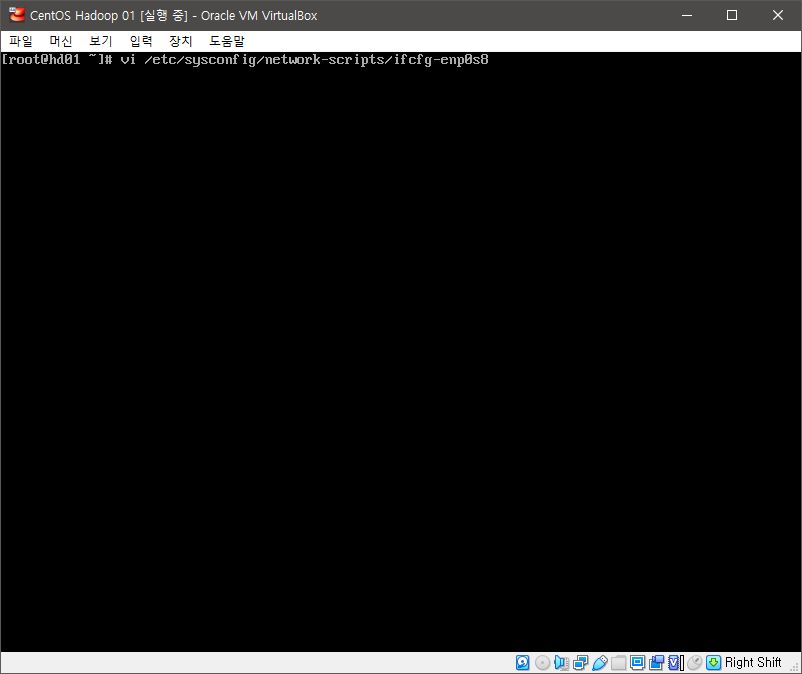 CentOS Hadoop 01 [실행 중] - Oracle VM VirtualBox
파일 머신 보기 입력 장치 도움말
[root@hd01 ~]# vi /etc/sysconfig/network-scripts/ifcfg-enp0s8
Right Shift